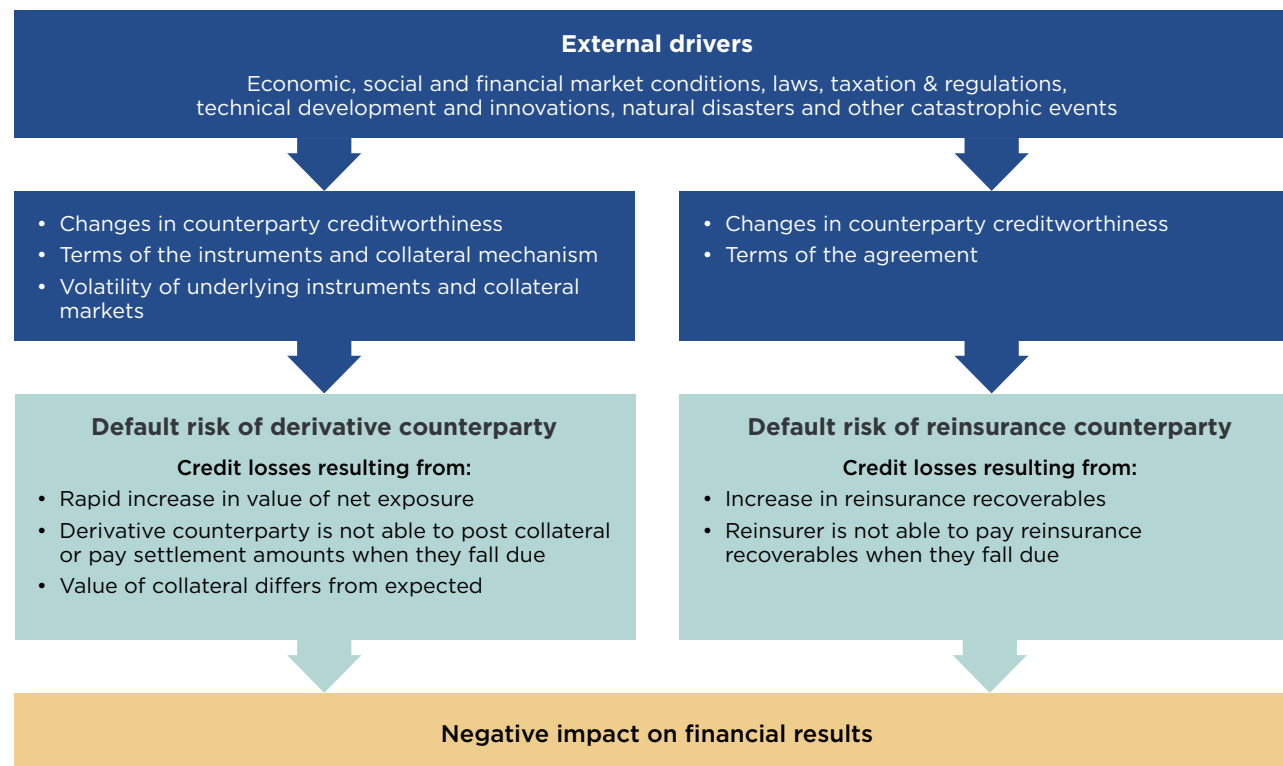 External drivers
Economic, social and financial market conditions, laws, taxation & regulations,
technical development and innovations, natural disasters and other catastrophic events
• Changes in counterparty creditworthiness
• Terms of the instruments and collateral mechanism
• Volatility of underlying instruments and collateral
markets
• Changes in counterparty creditworthiness
• Terms of the agreement
Default risk of derivative counterparty
Credit losses resulting from:
• Rapid increase in value of net exposure
• Derivative counterparty is not able to post collateral
or pay settlement amounts when they fall due
• Value of collateral differs from expected
Default risk of reinsurance counterparty
Credit losses resulting from:
• Increase in reinsurance recoverables
• Reinsurer is not able to pay reinsurance
recoverables when they fall due
Negative impact on financial results